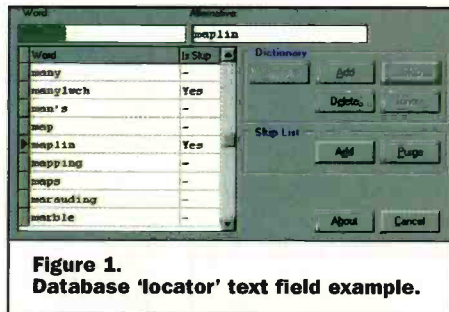 Word: Alternative:
maplin
Word Is Skip Dictionary
many -
manylwch Yes Add
man's - Delete
map - Skip List
maplin Yes Add Purge
mapping -
maps -
marauding - About Cancel
marble -
Figure 1.
Database 'locator' text field example.